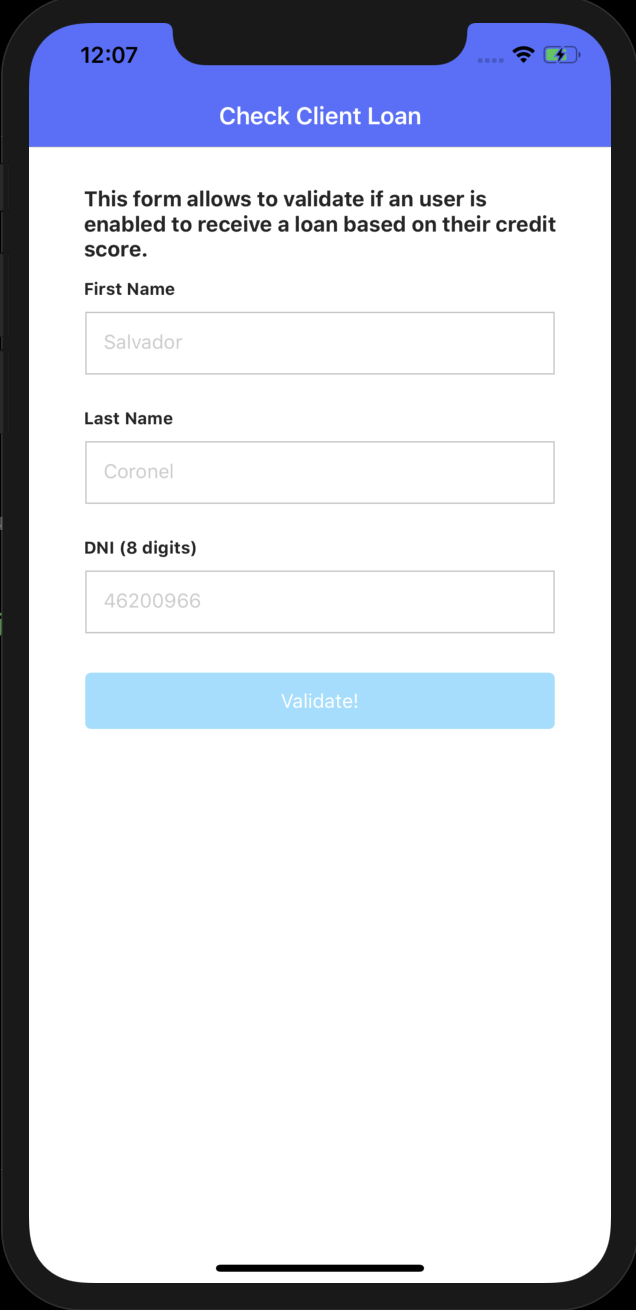 12:07
Check Client Loan
This form allows to validate if an user is
enabled to receive a loan based on their credit
score.
First Name
Salvador
Last Name
Coronel
DNI (8 digits)
46200966
Validate!